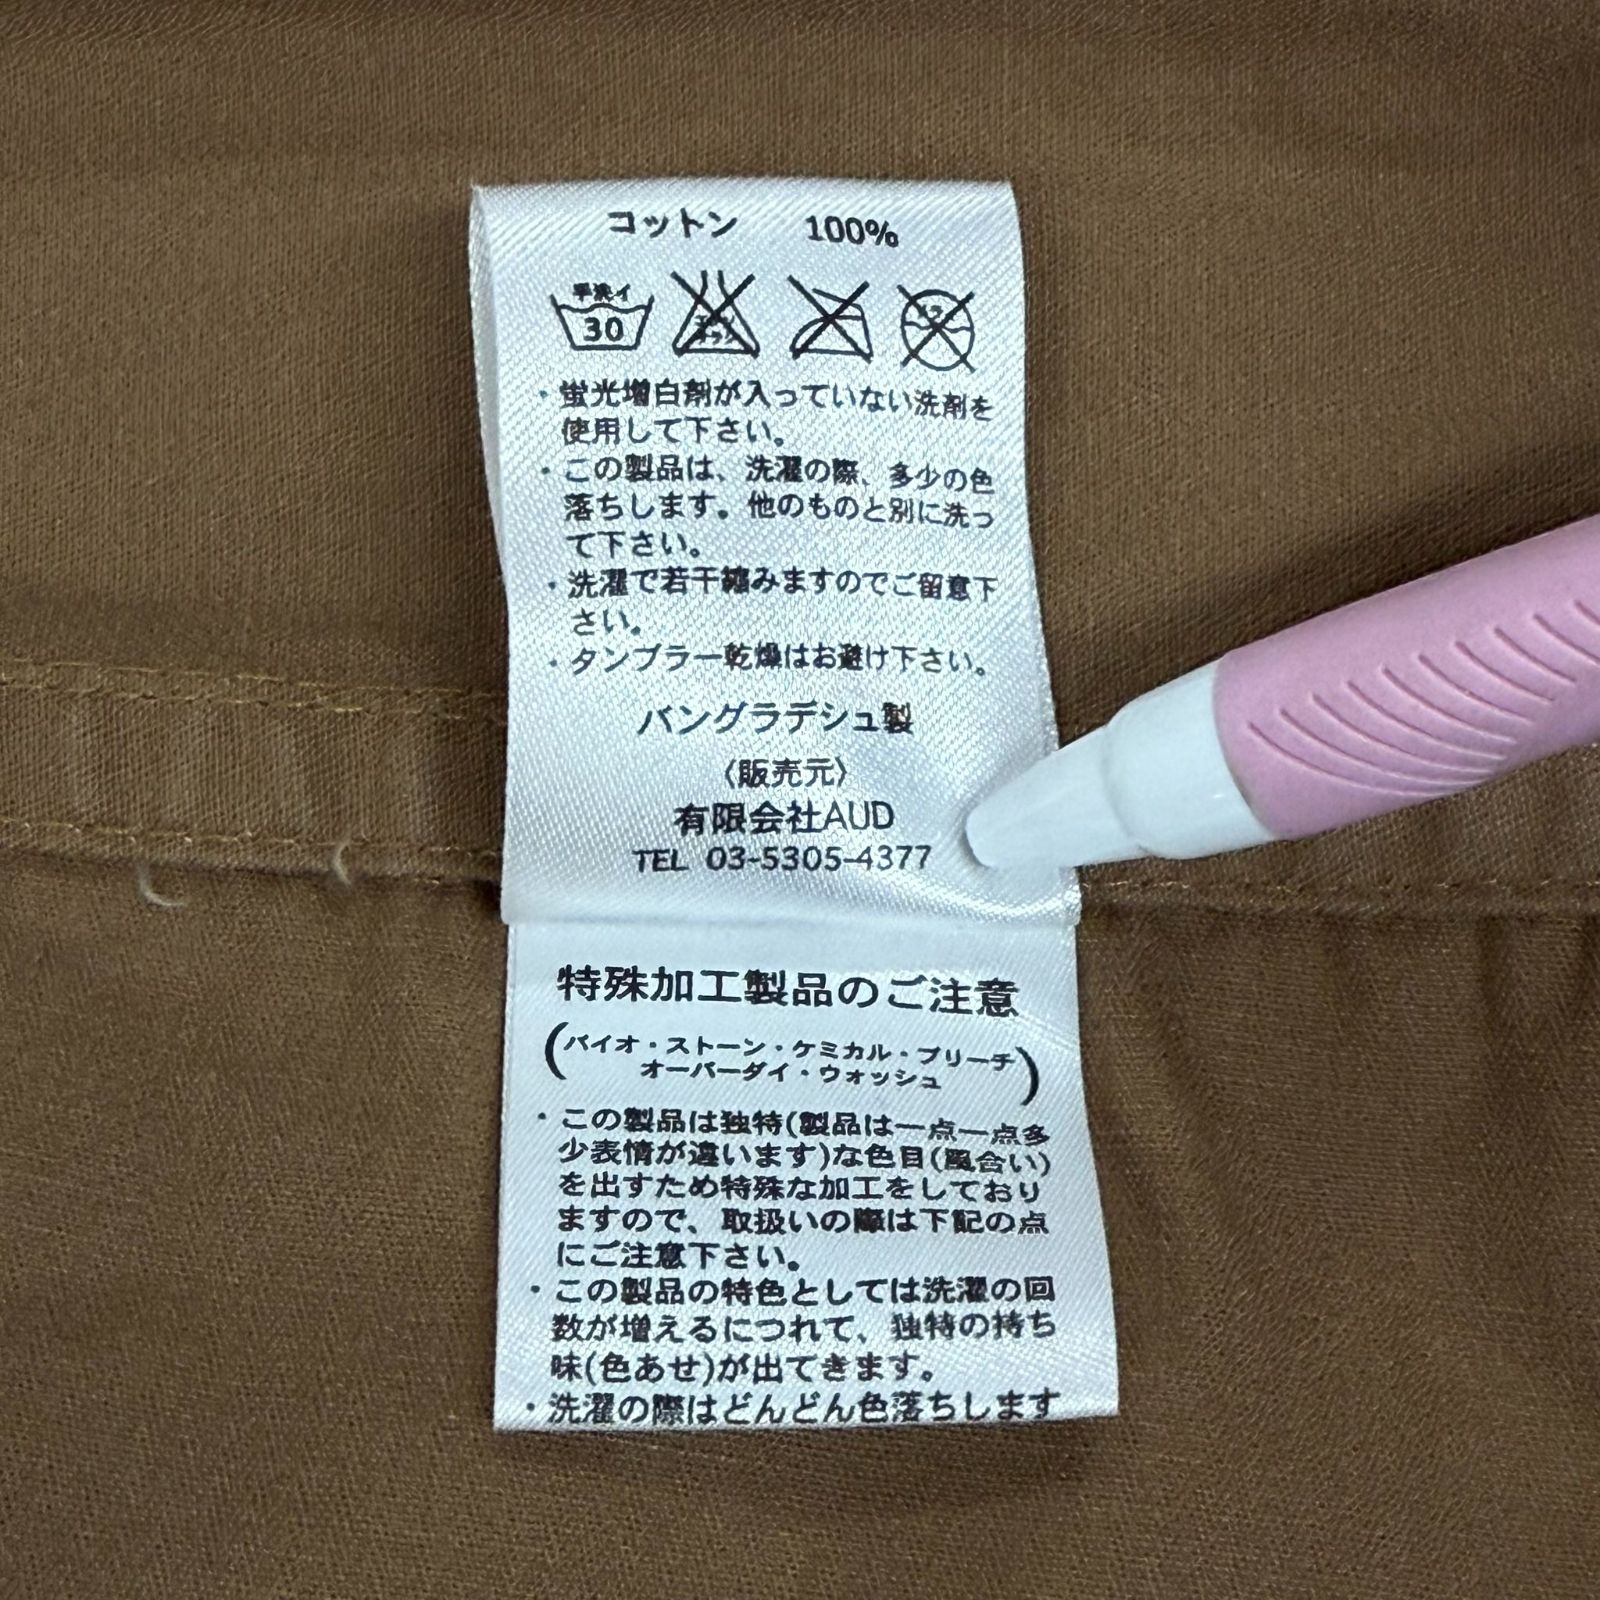 コットン 100%
手洗イ
30
・蛍光増白剤が入っていない洗剤を
使用して下さい。
・この製品は、洗濯の際、多少の色
落ちします。他のものと別に洗っ
て下さい。
・洗濯で若干縮みますのでご留意下
さい。
・タンブラー乾燥はお避け下さい。
バングラデシュ製
〈販売元〉
有限会社AUD
TEL 03-5305-4377
特殊加工製品のご注意
(バイオ・ストーン・ケミカル・ブリーチ
オーバーダイ・ウォッシュ)
・この製品は独特(製品は一点一点多
少表情が違います)な色目(風合い)
を出すため特殊な加工をしており
ますので、取扱いの際は下記の点
にご注意下さい。
・この製品の特色としては洗濯の回
数が増えるにつれて、独特の持ち
味(色あせ)が出てきます。
・洗濯の際はどんどん色落ちします